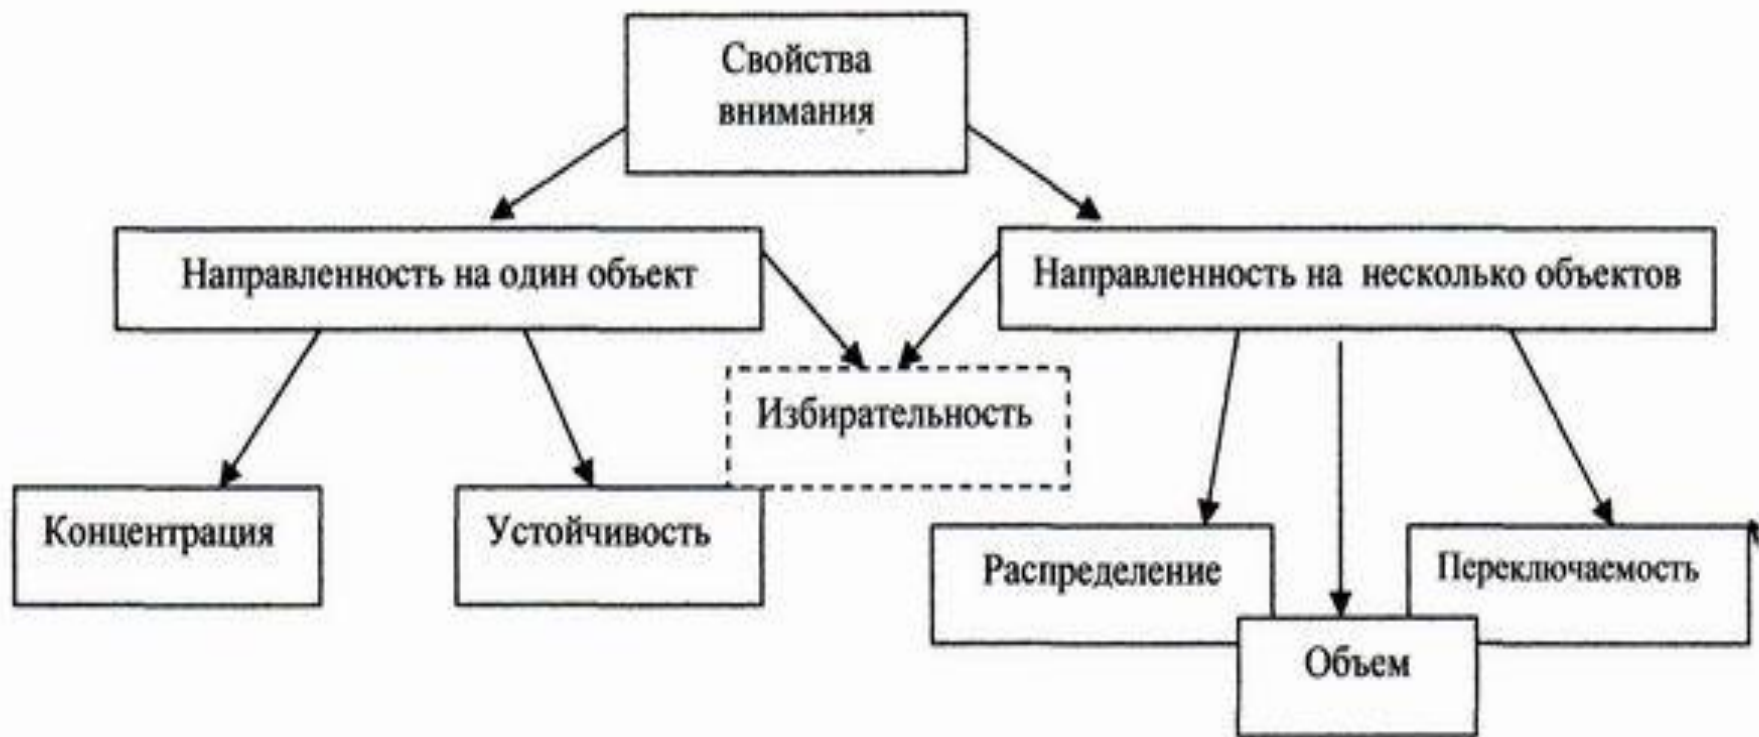 Свойства
внимания
Направленность на один объект
Направленность на несколько объектов
Избирательность
Концентрация
Устойчивость
Распределение
Переключаемость
Объем